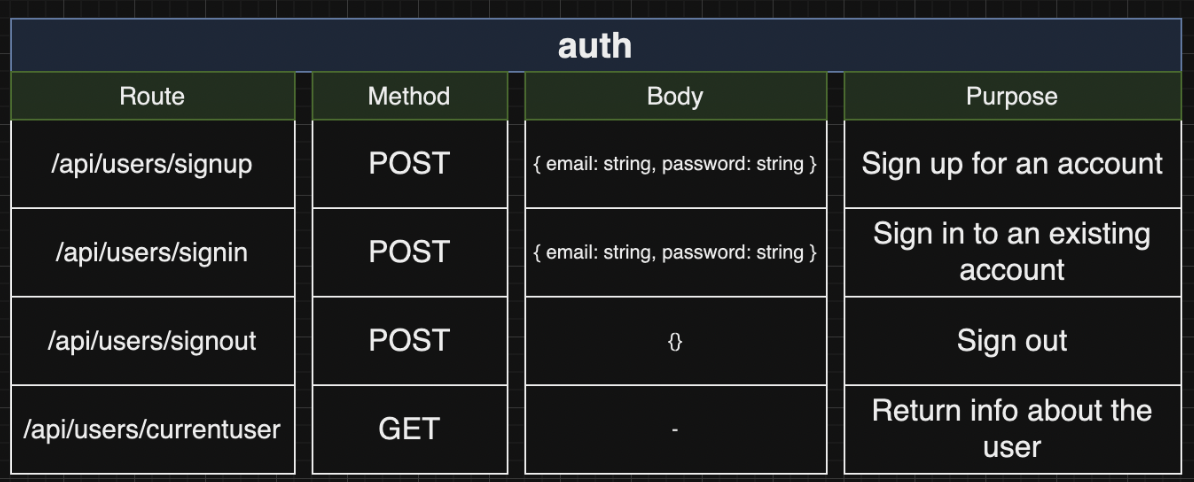 auth
Route Method Body Purpose
/api/users/signup POST { email: string, password: string } Sign up for an account
/api/users/signin POST { email: string, password: string } Sign in to an existing
account
/api/users/signout POST {} Sign out
/api/users/currentuser GET - Return info about the
user